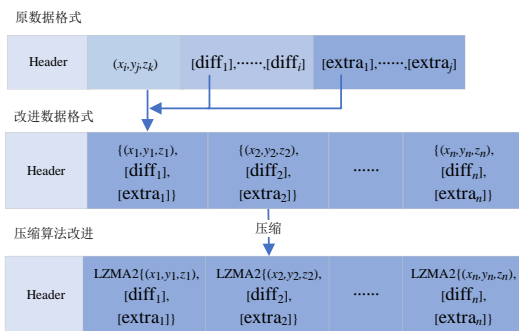 原数据格式
Header (xᵢ,yⱼ,zₖ) [diff₁],······,[diffᵢ] [extra₁],······,[extraⱼ]
改进数据格式
{(x₁,y₁,z₁), {(x₂,y₂,z₂), {(xₙ,yₙ,zₙ),
Header [diff₁], [diff₂], ······ [diffₙ],
[extra₁]} [extra₂]} [extraₙ]}
压缩算法改进 压缩
LZMA2{(x₁,y₁,z₁), LZMA2{(x₂,y₂,z₂), LZMA2{(xₙ,yₙ,zₙ),
Header [diff₁], [diff₂], ······ [diffₙ],
[extra₁]} [extra₂]} [extraₙ]}